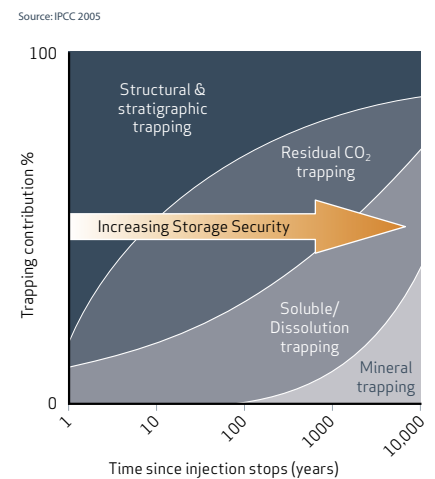 Source: IPCC 2005
100
Structural &
stratigraphic
trapping
Residual CO₂
trapping
Trapping contribution %
Increasing Storage Security
Soluble/
Dissolution
trapping
Mineral
trapping
0
1
10
100
1000
10,000
Time since injection stops (years)